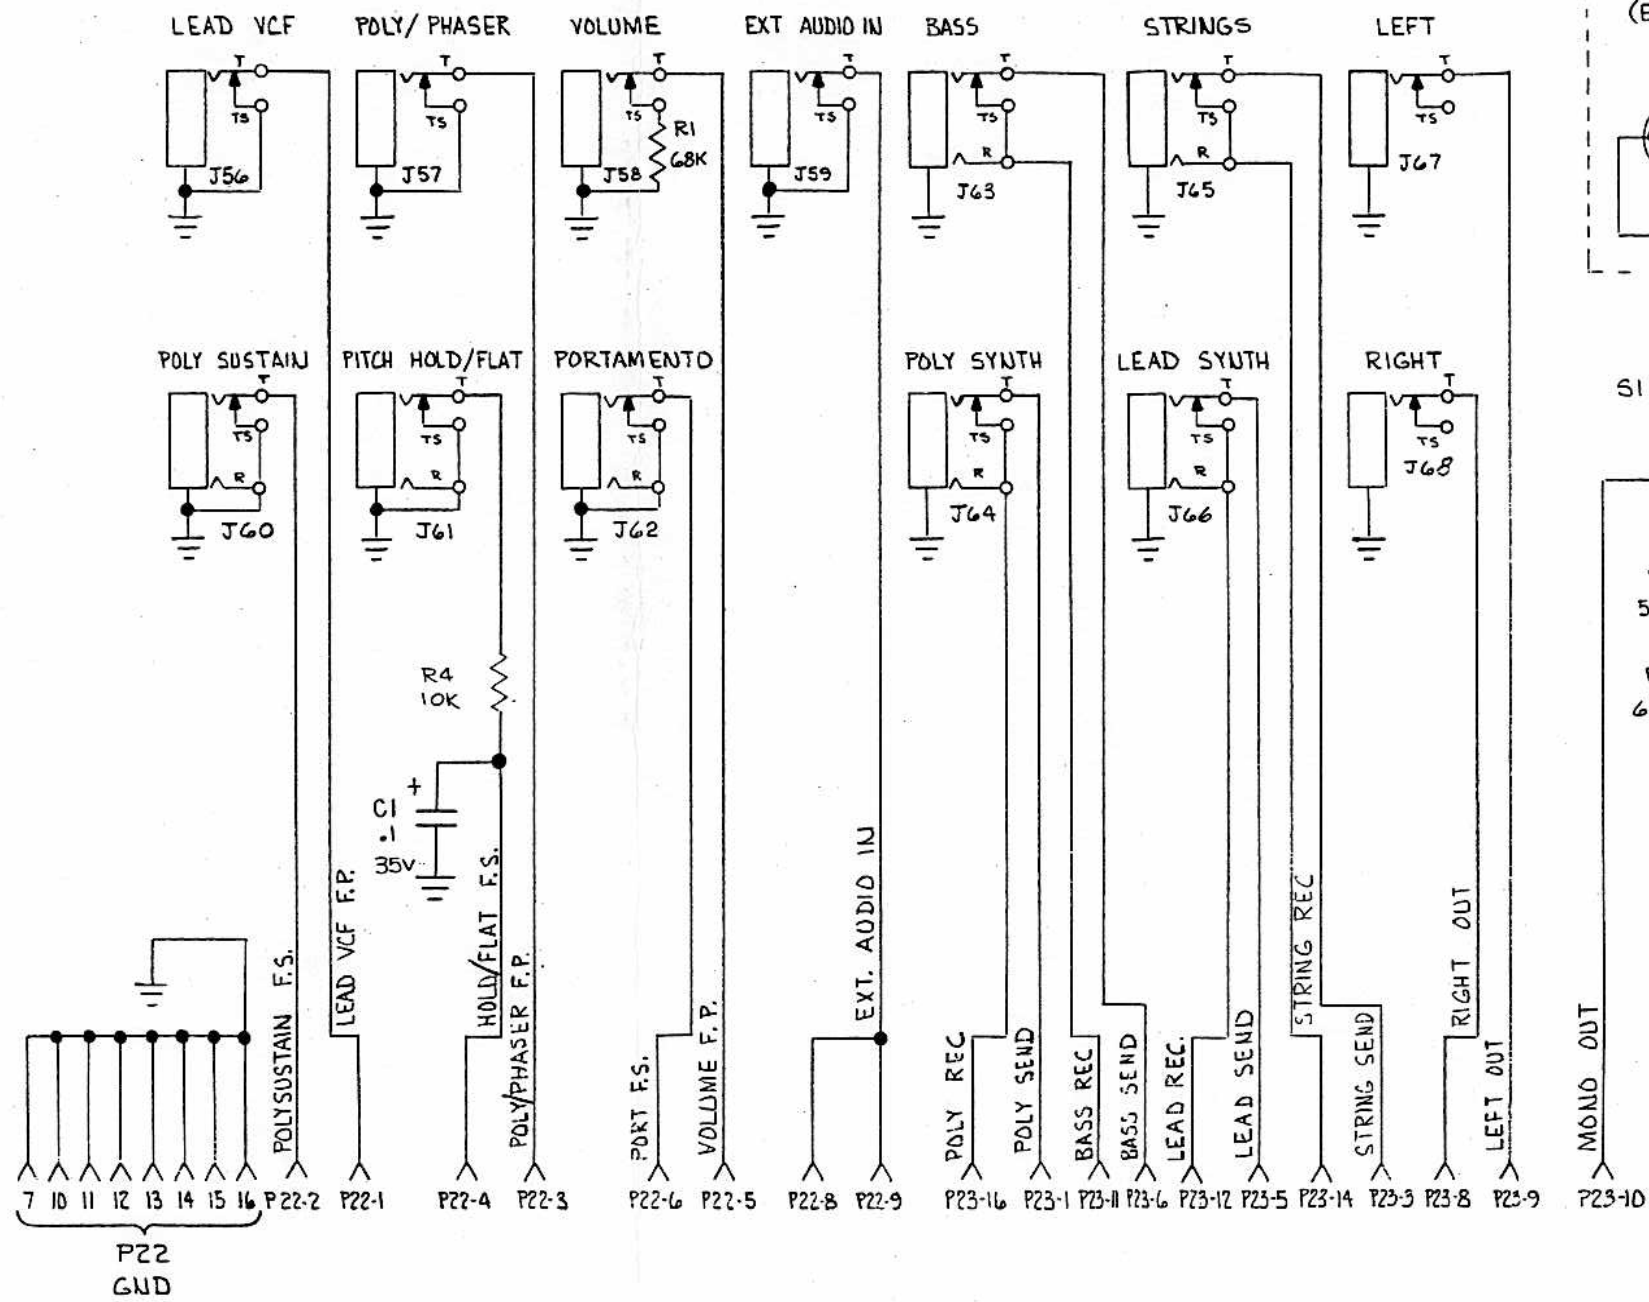 LEAD VCF
POLY/ PHASER
VOLUME
EXT AUDIO IN
BASS
STRINGS
LEFT
(E
T
TS
J56
T
TS
J57
T
TS
R1
68K
J58
T
TS
J59
T
TS
R
J63
T
TS
R
J65
T
TS
J67
POLY SUSTAIN
PITCH HOLD/FLAT
PORTAMENTO
POLY SYNTH
LEAD SYNTH
RIGHT
S1
T
TS
R
J60
T
TS
R
J61
T
TS
R
J62
T
TS
R
J64
T
TS
R
J66
T
TS
J68
5
6
R4
10K
+
C1
.1
35V
POLYSUSTAIN F.S.
LEAD VCF F.P.
HOLD/FLAT F.S.
POLY/PHASER F.P.
PORT F.S.
VOLUME F.P.
EXT. AUDIO IN
POLY REC
POLY SEND
BASS REC
BASS SEND
LEAD REC.
LEAD SEND
STRING REC
STRING SEND
RIGHT OUT
LEFT OUT
MONO OUT
7 10 11 12 13 14 15 16 P22-2 P22-1 P22-4 P22-3 P22-6 P22-5 P22-8 P22-9 P23-16 P23-1 P23-11 P23-6 P23-12 P23-5 P23-14 P23-3 P23-8 P23-9 P23-10
P22
GND